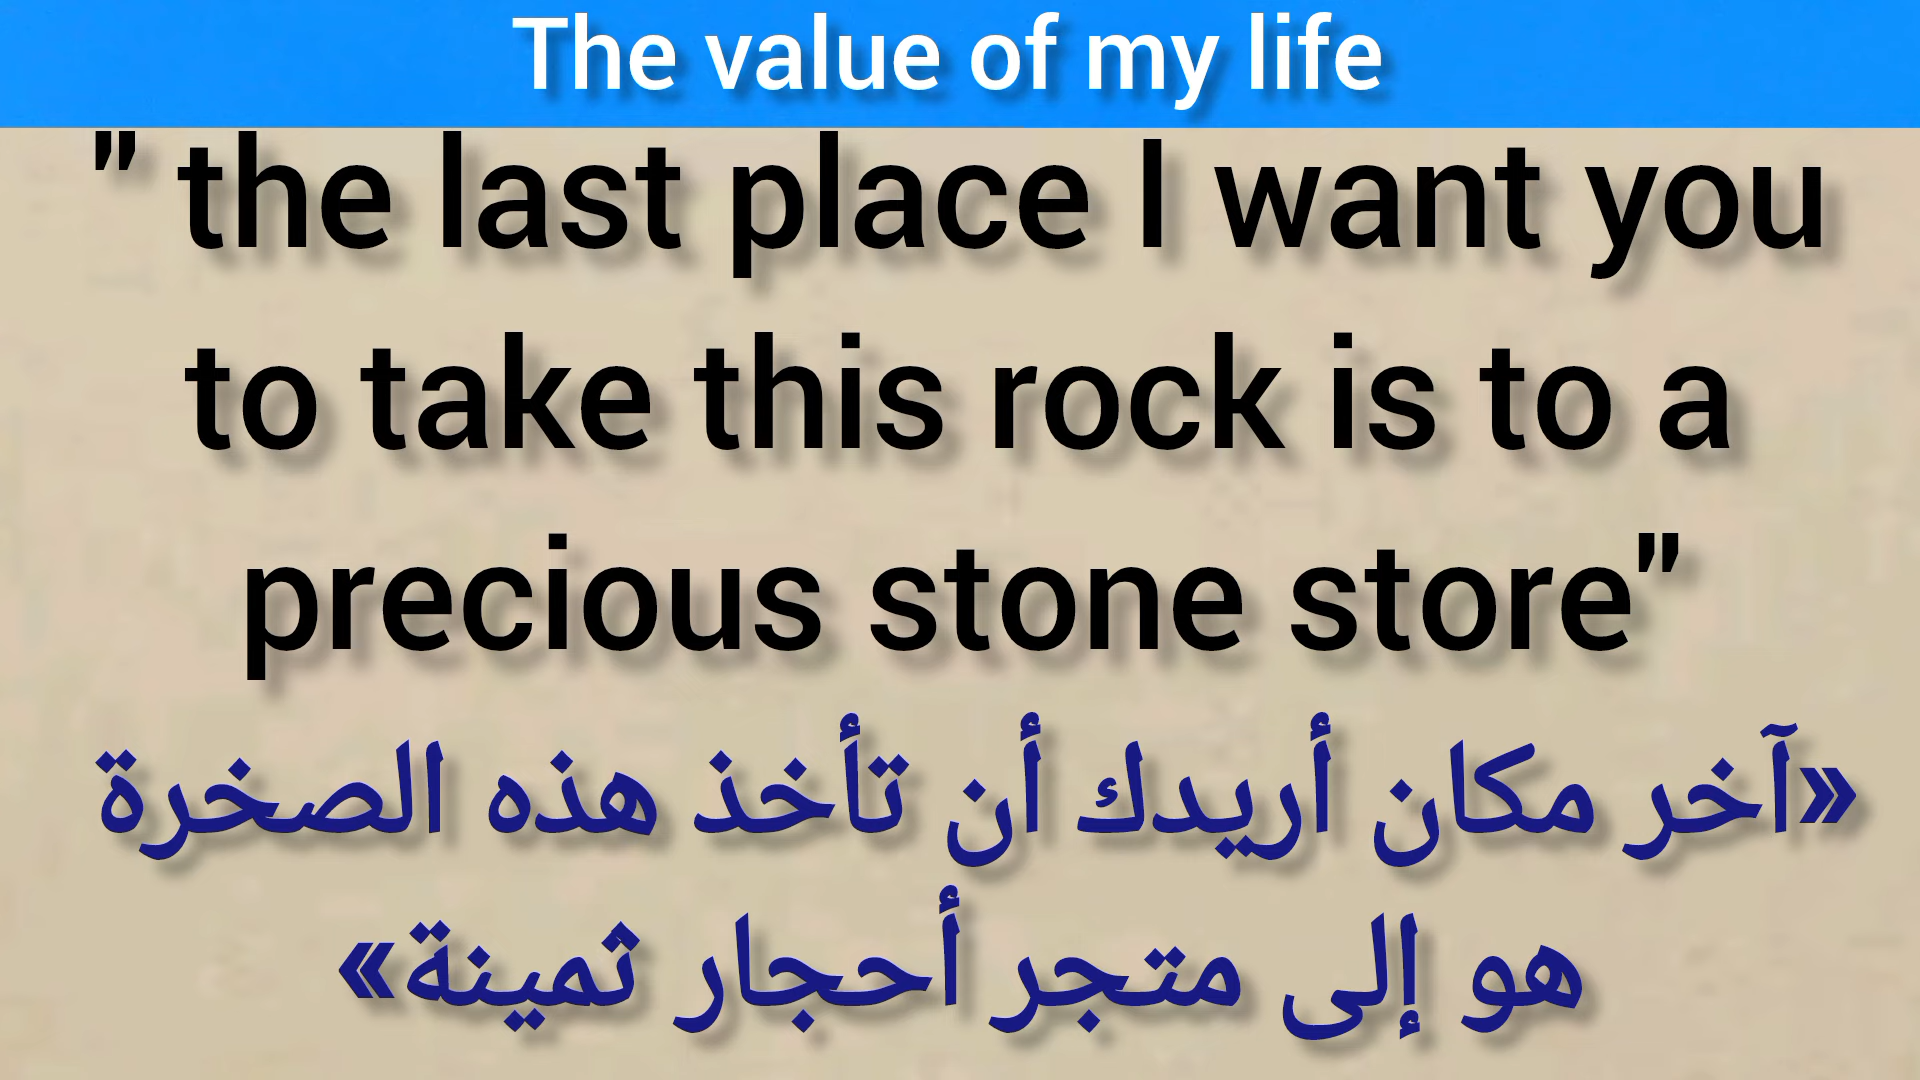 The value of my life
" the last place I want you
to take this rock is to a
precious stone store"
«آخر مكان أريدك أن تأخذ هذه الصخرة
هو إلى متجر أحجار ثمينة»